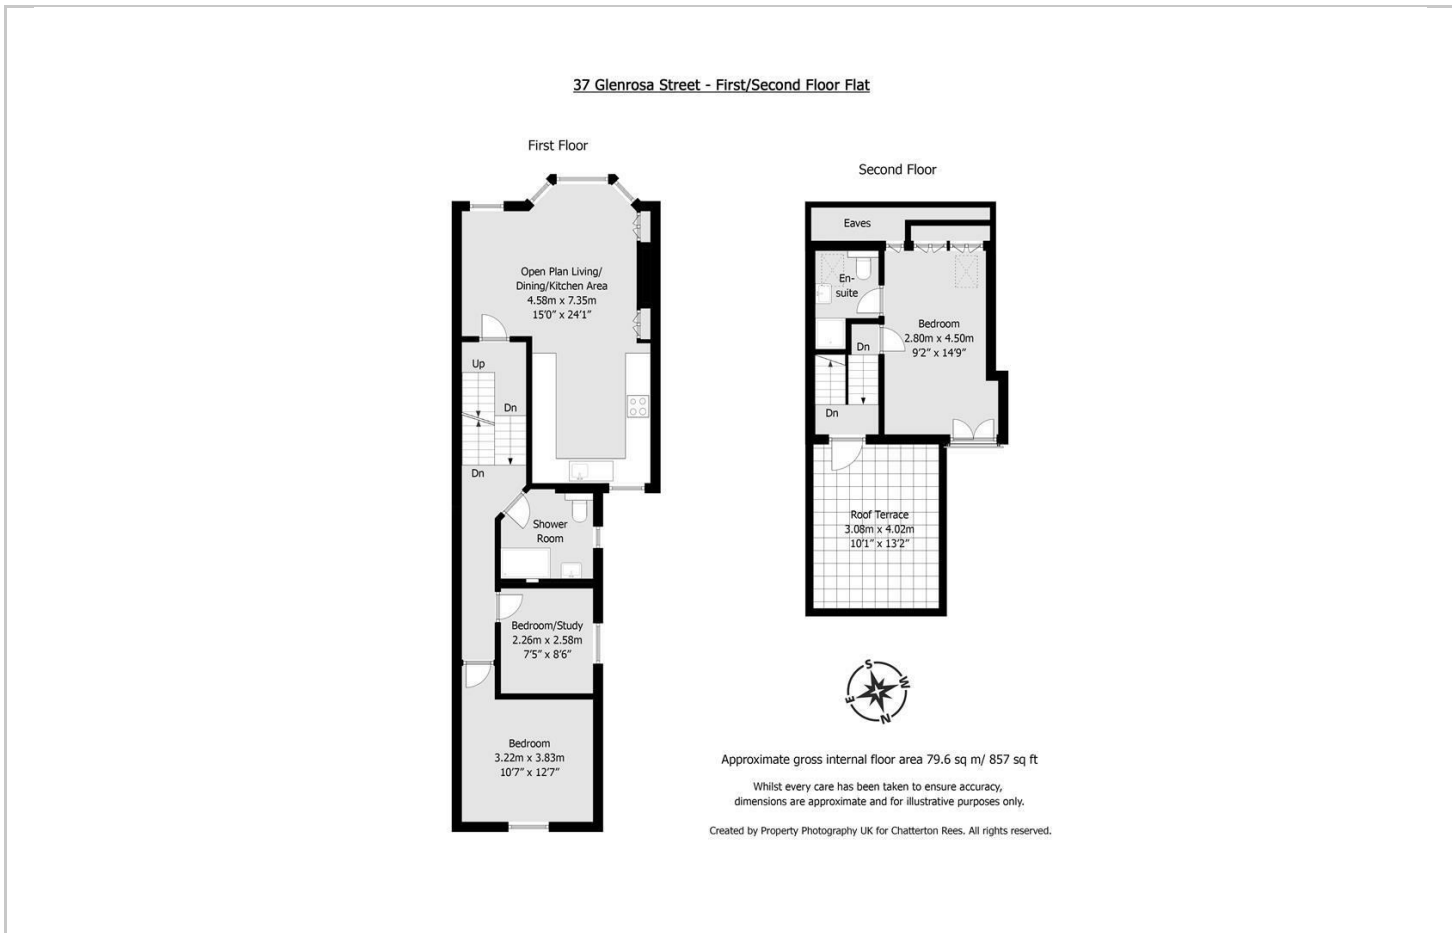 37 Glenrosa Street - First/Second Floor Flat
First Floor
Open Plan Living/
Dining/Kitchen Area
4.58m x 7.35m
15'0" x 24'1"
Up
Dn
Dn
Shower
Room
Bedroom/Study
2.26m x 2.58m
7'5" x 8'6"
Bedroom
3.22m x 3.83m
10'7" x 12'7"
Second Floor
Eaves
En-
suite
Bedroom
2.80m x 4.50m
9'2" x 14'9"
Dn
Dn
Roof Terrace
3.08m x 4.02m
10'1" x 13'2"
S
W
E
N
Approximate gross internal floor area 79.6 sq m/ 857 sq ft
Whilst every care has been taken to ensure accuracy,
dimensions are approximate and for illustrative purposes only.
Created by Property Photography UK for Chatterton Rees. All rights reserved.